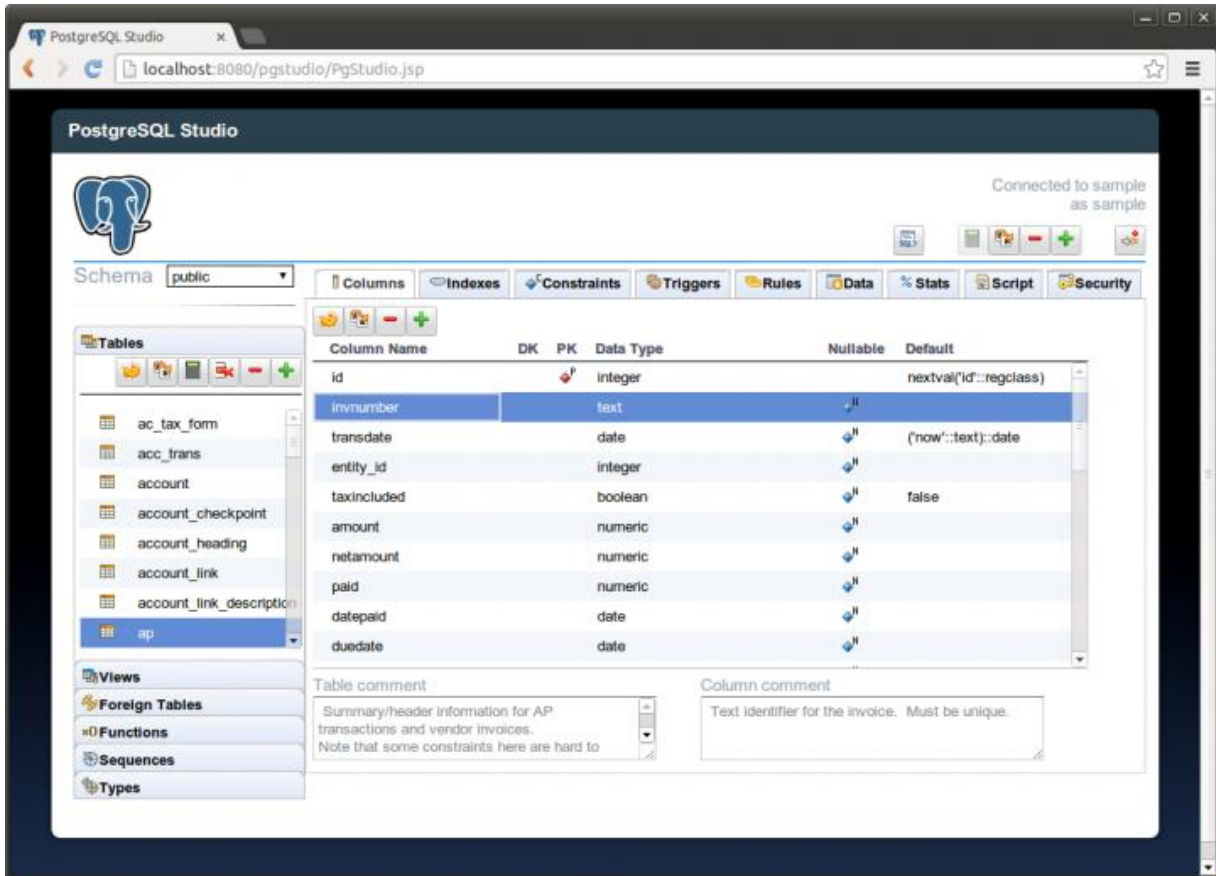 PostgreSQL Studio
localhost:8080/pgstudio/PgStudio.jsp
PostgreSQL Studio
Connected to sample
as sample
Schema public
Columns Indexes Constraints Triggers Rules Data Stats Script Security
Tables
Column Name DK PK Data Type Nullable Default
id P integer nextval('id'::regclass)
invnumber text N
transdate date N ('now'::text)::date
entity_id integer N
taxincluded boolean N false
amount numeric N
netamount numeric N
paid numeric N
datepaid date N
duedate date N
ac_tax_form
acc_trans
account
account_checkpoint
account_heading
account_link
account_link_description
ap
Views
Foreign Tables
Functions
Sequences
Types
Table comment
Summary/header information for AP
transactions and vendor invoices.
Note that some constraints here are hard to
Column comment
Text identifier for the invoice. Must be unique.